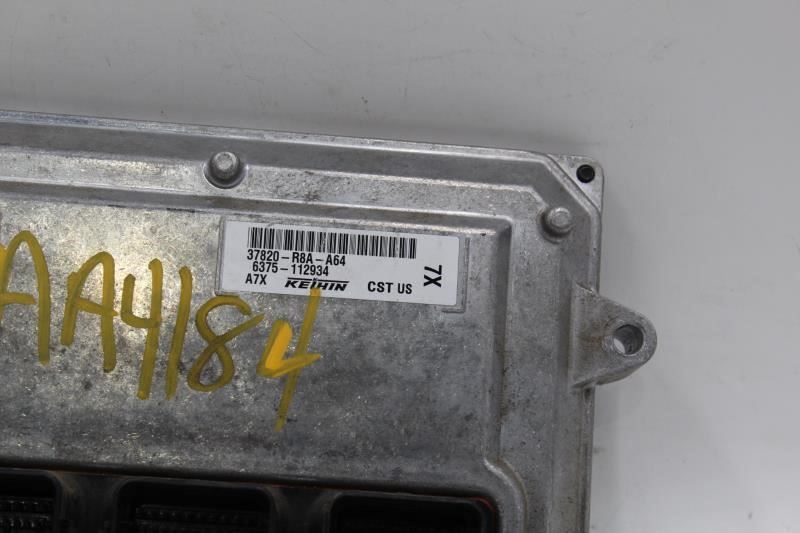 37820-R8A-A64
6375-112934
A7X KEIHIN CST US
7X
AA4184